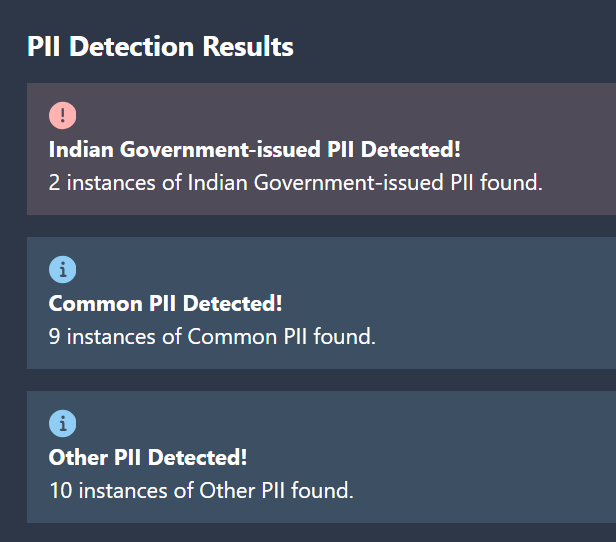 PII Detection Results
Indian Government-issued PII Detected!
2 instances of Indian Government-issued PII found.
Common PII Detected!
9 instances of Common PII found.
Other PII Detected!
10 instances of Other PII found.